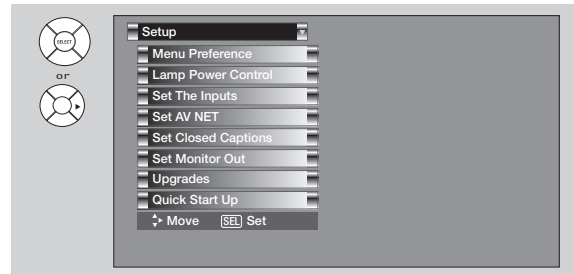 SELECT
or
Setup
Menu Preference
Lamp Power Control
Set The Inputs
Set AV NET
Set Closed Captions
Set Monitor Out
Upgrades
Quick Start Up
Move SEL Set